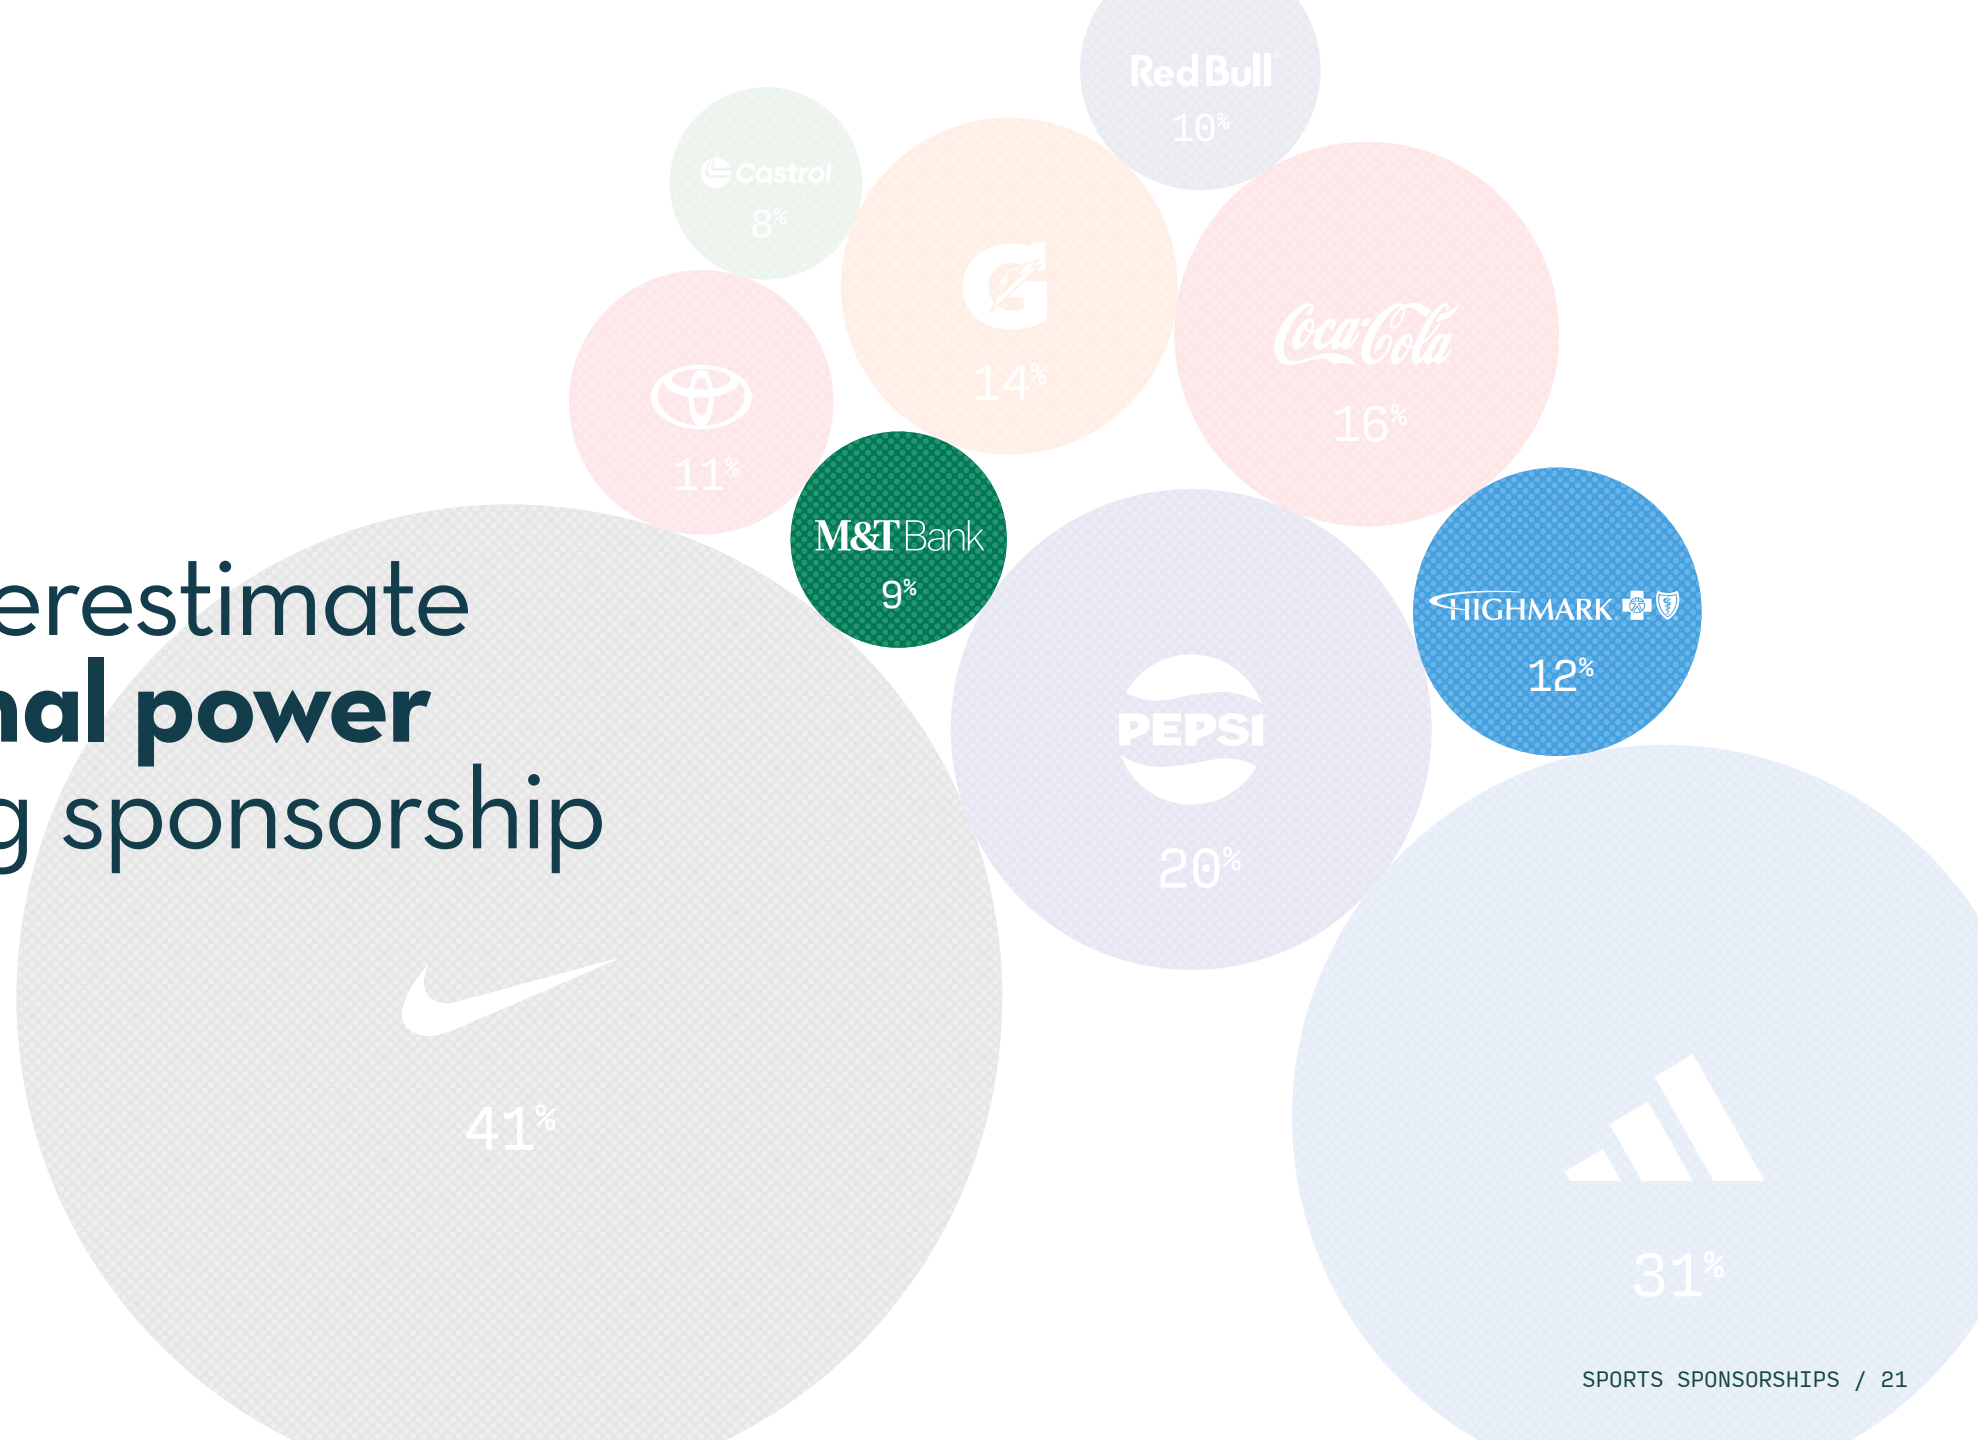 Red Bull
10%
Castrol
8%
G
14%
Coca-Cola
16%
11%
M&T Bank
9%
HIGHMARK
12%
erestimate
nal power
g sponsorship
PEPSI
20%
41%
31%
SPORTS SPONSORSHIPS / 21